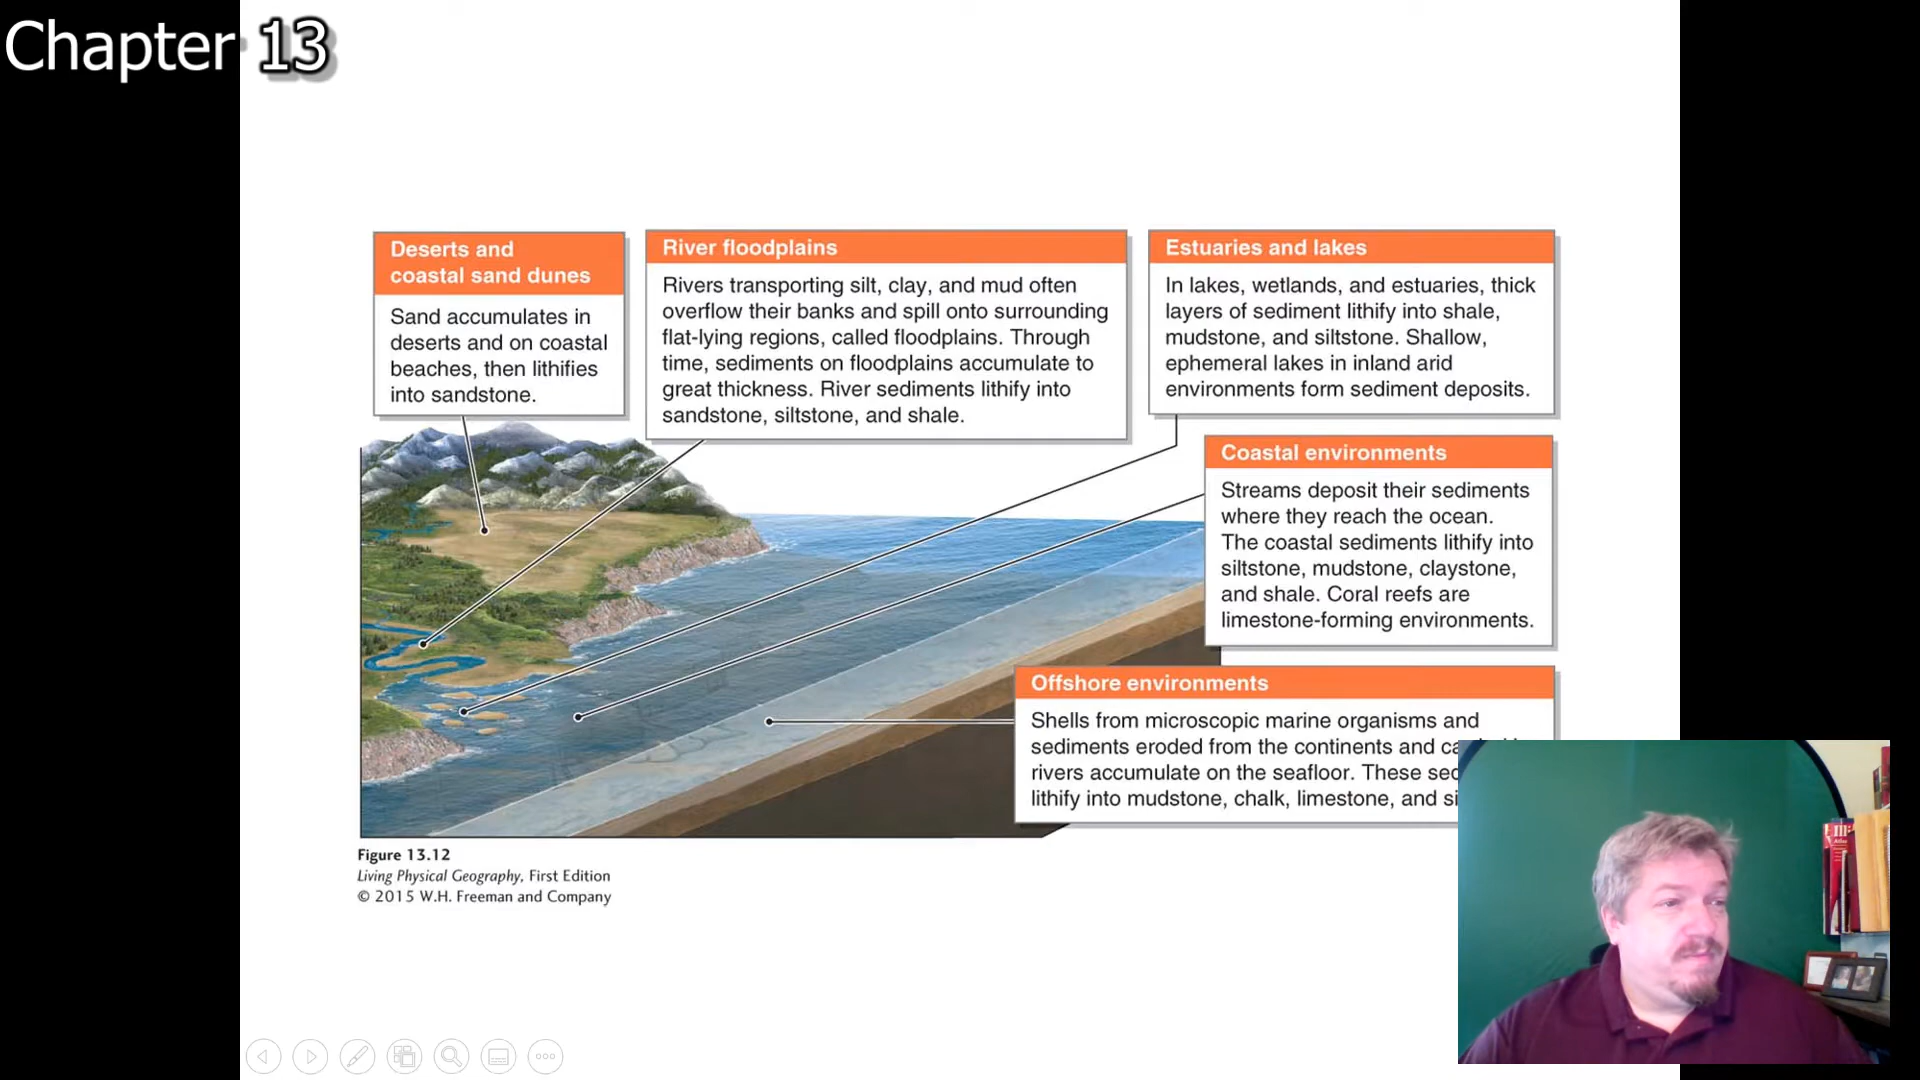 Chapter 13
Deserts and
coastal sand dunes
Sand accumulates in
deserts and on coastal
beaches, then lithifies
into sandstone.
River floodplains
Rivers transporting silt, clay, and mud often
overflow their banks and spill onto surrounding
flat-lying regions, called floodplains. Through
time, sediments on floodplains accumulate to
great thickness. River sediments lithify into
sandstone, siltstone, and shale.
Estuaries and lakes
In lakes, wetlands, and estuaries, thick
layers of sediment lithify into shale,
mudstone, and siltstone. Shallow,
ephemeral lakes in inland arid
environments form sediment deposits.
Coastal environments
Streams deposit their sediments
where they reach the ocean.
The coastal sediments lithify into
siltstone, mudstone, claystone,
and shale. Coral reefs are
limestone-forming environments.
Offshore environments
Shells from microscopic marine organisms and
sediments eroded from the continents and
rivers accumulate on the seafloor. These
lithify into mudstone, chalk, limestone, and
Figure 13.12
Living Physical Geography, First Edition
© 2015 W.H. Freeman and Company